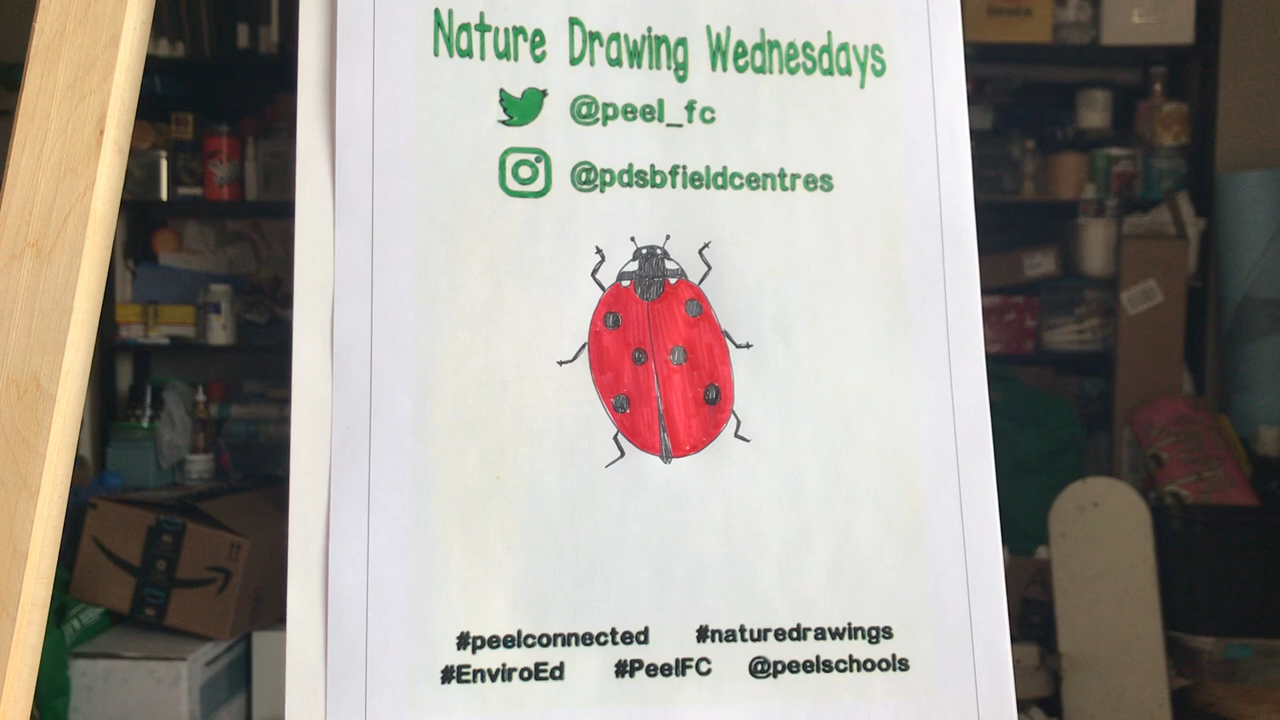 Nature Drawing Wednesdays
@peel_fc
@pdsbfieldcentres
#peelconnected #naturedrawings
#EnviroEd #PeelFC @peelschools